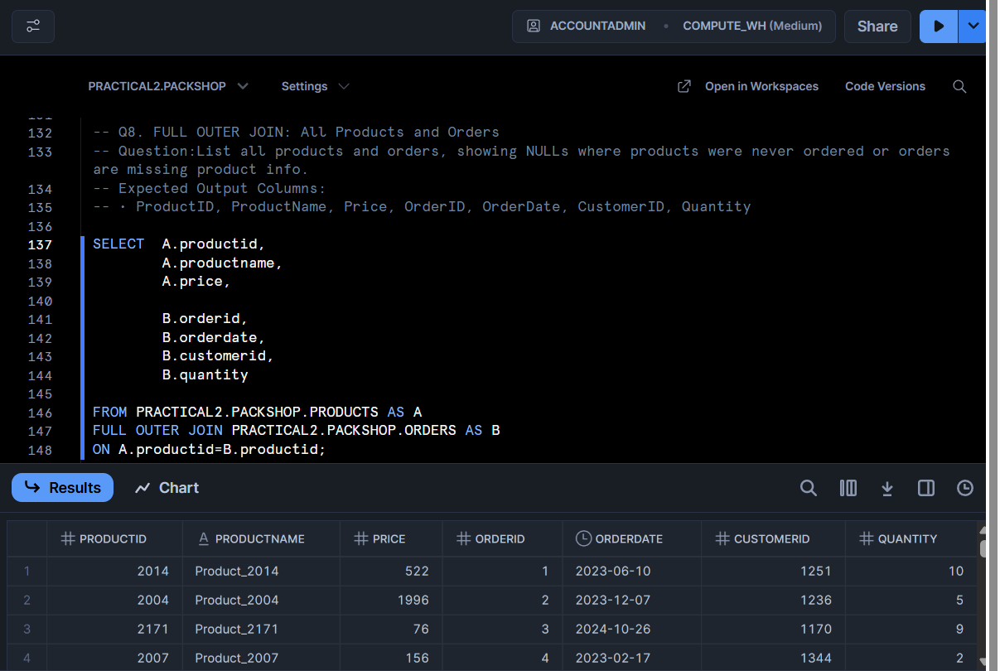 ACCOUNTADMIN • COMPUTE_WH (Medium) Share
PRACTICAL2.PACKSHOP Settings Open in Workspaces Code Versions
132 -- Q8. FULL OUTER JOIN: All Products and Orders
133 -- Question:List all products and orders, showing NULLs where products were never ordered or orders
are missing product info.
134 -- Expected Output Columns:
135 -- · ProductID, ProductName, Price, OrderID, OrderDate, CustomerID, Quantity
136
137 SELECT A.productid,
138 A.productname,
139 A.price,
140
141 B.orderid,
142 B.orderdate,
143 B.customerid,
144 B.quantity
145
146 FROM PRACTICAL2.PACKSHOP.PRODUCTS AS A
147 FULL OUTER JOIN PRACTICAL2.PACKSHOP.ORDERS AS B
148 ON A.productid=B.productid;
Results Chart
# PRODUCTID A PRODUCTNAME # PRICE # ORDERID ORDERDATE # CUSTOMERID # QUANTITY
1 2014 Product_2014 522 1 2023-06-10 1251 10
2 2004 Product_2004 1996 2 2023-12-07 1236 5
3 2171 Product_2171 76 3 2024-10-26 1170 9
4 2007 Product_2007 156 4 2023-02-17 1344 2